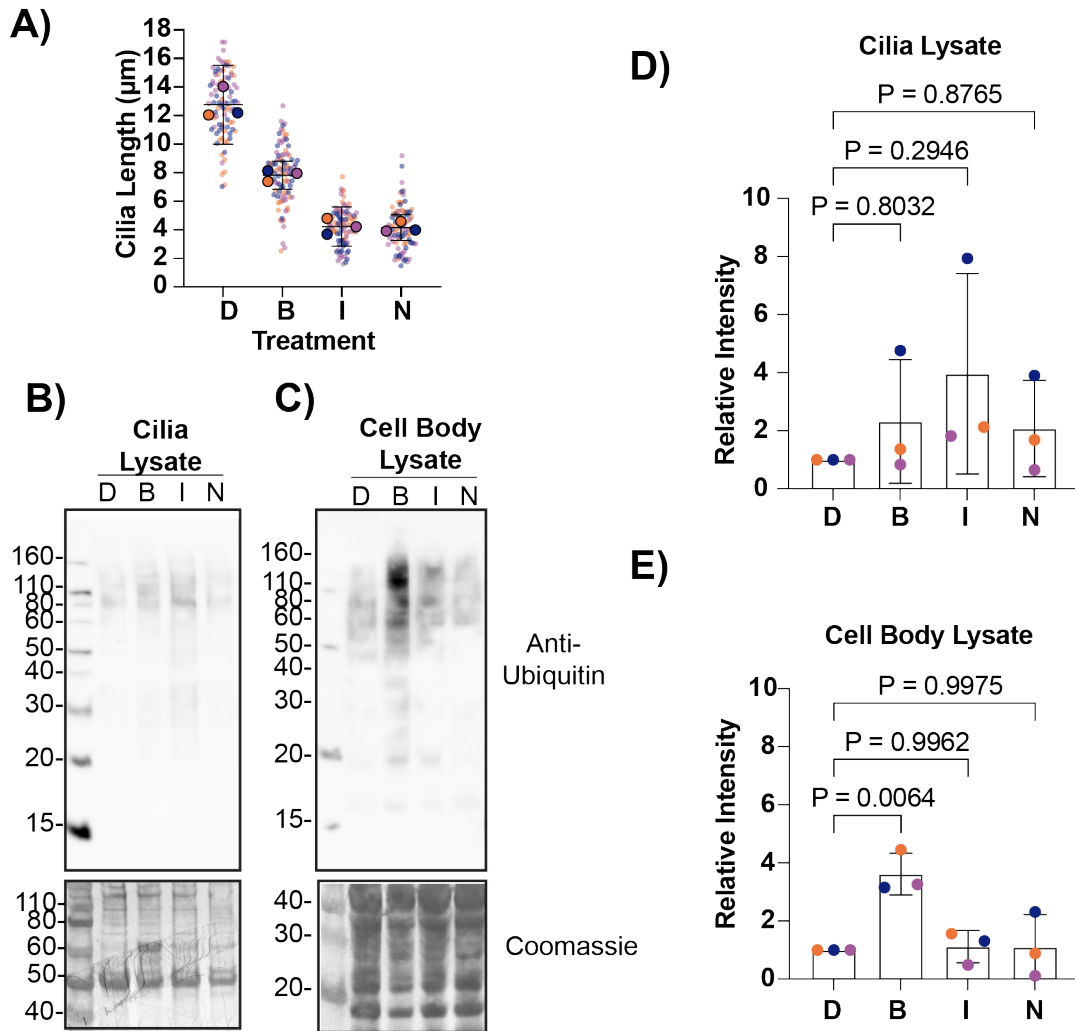 A)
Cilia Length (µm)
18
16
14
12
10
8
6
4
2
0
D B I N
Treatment
B)
Cilia
Lysate
D B I N
160-
110-
80-
60-
50-
40-
30-
20-
15-
110-
80-
60-
50-
40-
C)
Cell Body
Lysate
D B I N
160-
110-
80-
60-
50-
40-
30-
20-
15-
40-
30-
20-
Anti-
Ubiquitin
Coomassie
D)
Cilia Lysate
P = 0.8765
P = 0.2946
P = 0.8032
Relative Intensity
10
8
6
4
2
0
D B I N
E)
Cell Body Lysate
P = 0.9975
P = 0.9962
P = 0.0064
Relative Intensity
10
8
6
4
2
0
D B I N